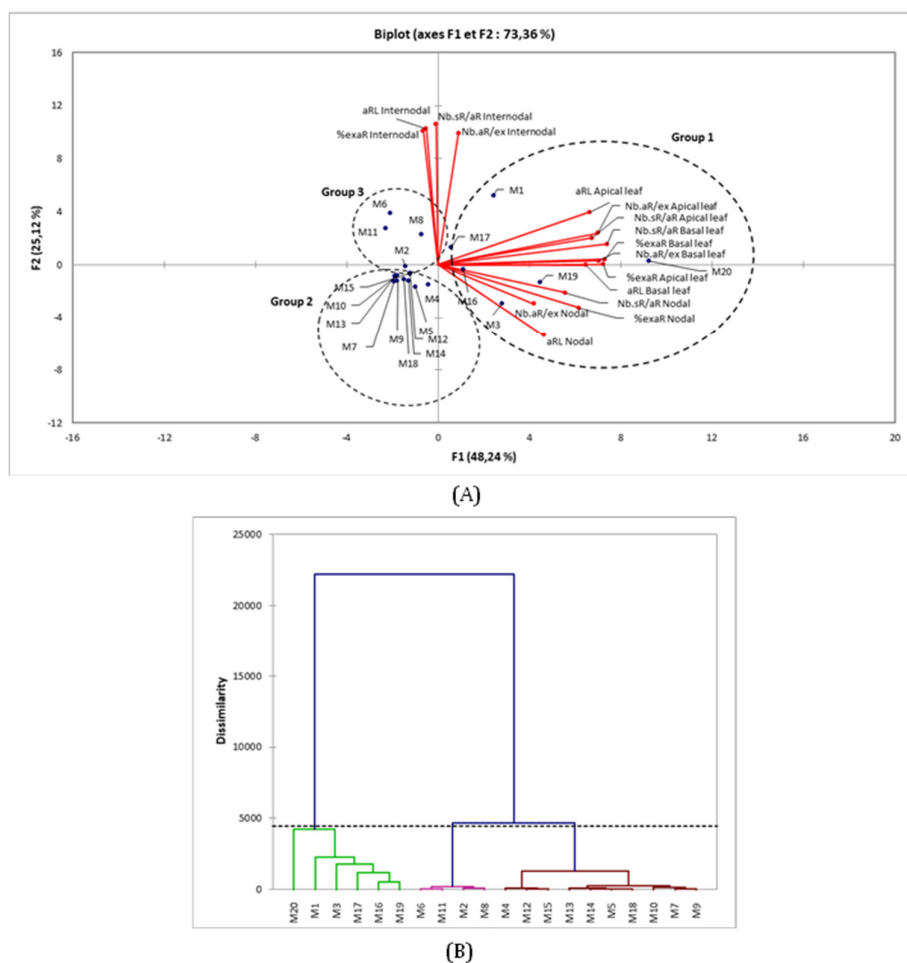 Biplot (axes F1 et F2 : 73,36 %)
16
12
8
4
0
-4
-8
-12
F2 (25,12 %)
-16
-12
-8
-4
0
4
8
12
16
20
F1 (48,24 %)
aRL Internodal
Nb.sR/aR Internodal
%exaR Internodal
Nb.aR/ex Internodal
Group 1
Group 3
M6
M1
aRL Apical leaf
Nb.aR/ex Apical leaf
M11
M8
Nb.sR/aR Apical leaf
M17
Nb.sR/aR Basal leaf
M2
%exaR Basal leaf
Nb.aR/ex Basal leaf
M20
M15
M19
%exaR Apical leaf
Group 2
M10
M4
M16
aRL Basal leaf
Nb.sR/aR Nodal
M13
M5
M3
Nb.aR/ex Nodal
%exaR Nodal
M7
M9
M12
aRL Nodal
M14
M18
(A)
25000
20000
15000
10000
5000
0
Dissimilarity
M20
M1
M3
M17
M16
M19
M6
M11
M2
M8
M4
M12
M15
M13
M14
M5
M18
M10
M7
M9
(B)